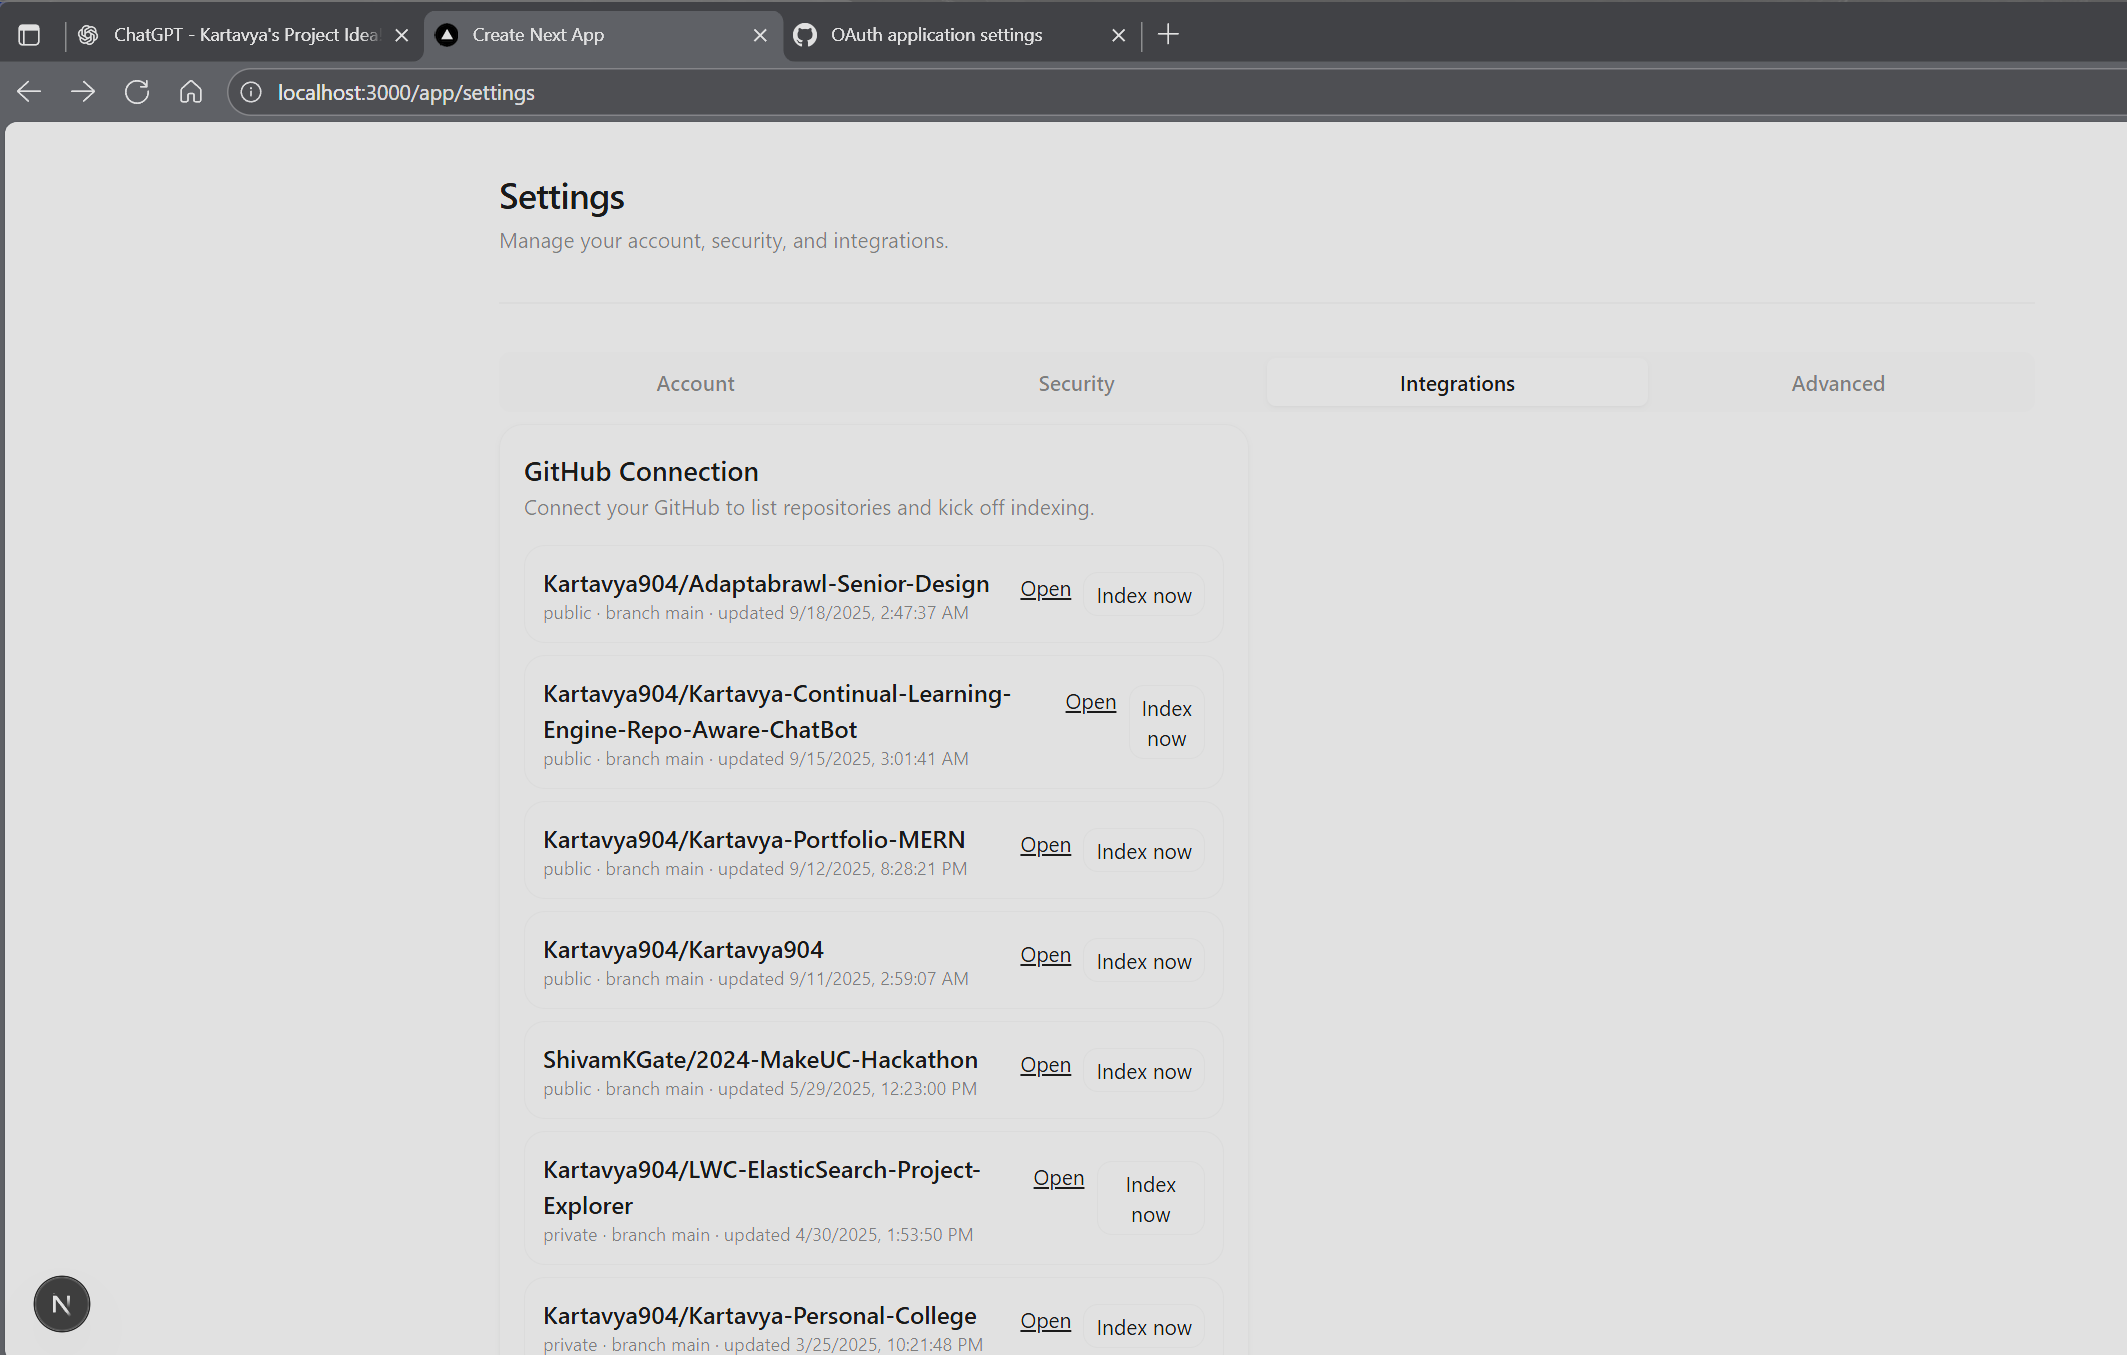 ChatGPT - Kartavya's Project Idea
Create Next App
OAuth application settings
localhost:3000/app/settings
Settings
Manage your account, security, and integrations.
Account
Security
Integrations
Advanced
GitHub Connection
Connect your GitHub to list repositories and kick off indexing.
Kartavya904/Adaptabrawl-Senior-Design
public · branch main · updated 9/18/2025, 2:47:37 AM
Open
Index now
Kartavya904/Kartavya-Continual-Learning-
Engine-Repo-Aware-ChatBot
public · branch main · updated 9/15/2025, 3:01:41 AM
Open
Index
now
Kartavya904/Kartavya-Portfolio-MERN
public · branch main · updated 9/12/2025, 8:28:21 PM
Open
Index now
Kartavya904/Kartavya904
public · branch main · updated 9/11/2025, 2:59:07 AM
Open
Index now
ShivamKGate/2024-MakeUC-Hackathon
public · branch main · updated 5/29/2025, 12:23:00 PM
Open
Index now
Kartavya904/LWC-ElasticSearch-Project-
Explorer
private · branch main · updated 4/30/2025, 1:53:50 PM
Open
Index
now
Kartavya904/Kartavya-Personal-College
private · branch main · updated 3/25/2025, 10:21:48 PM
Open
Index now
N